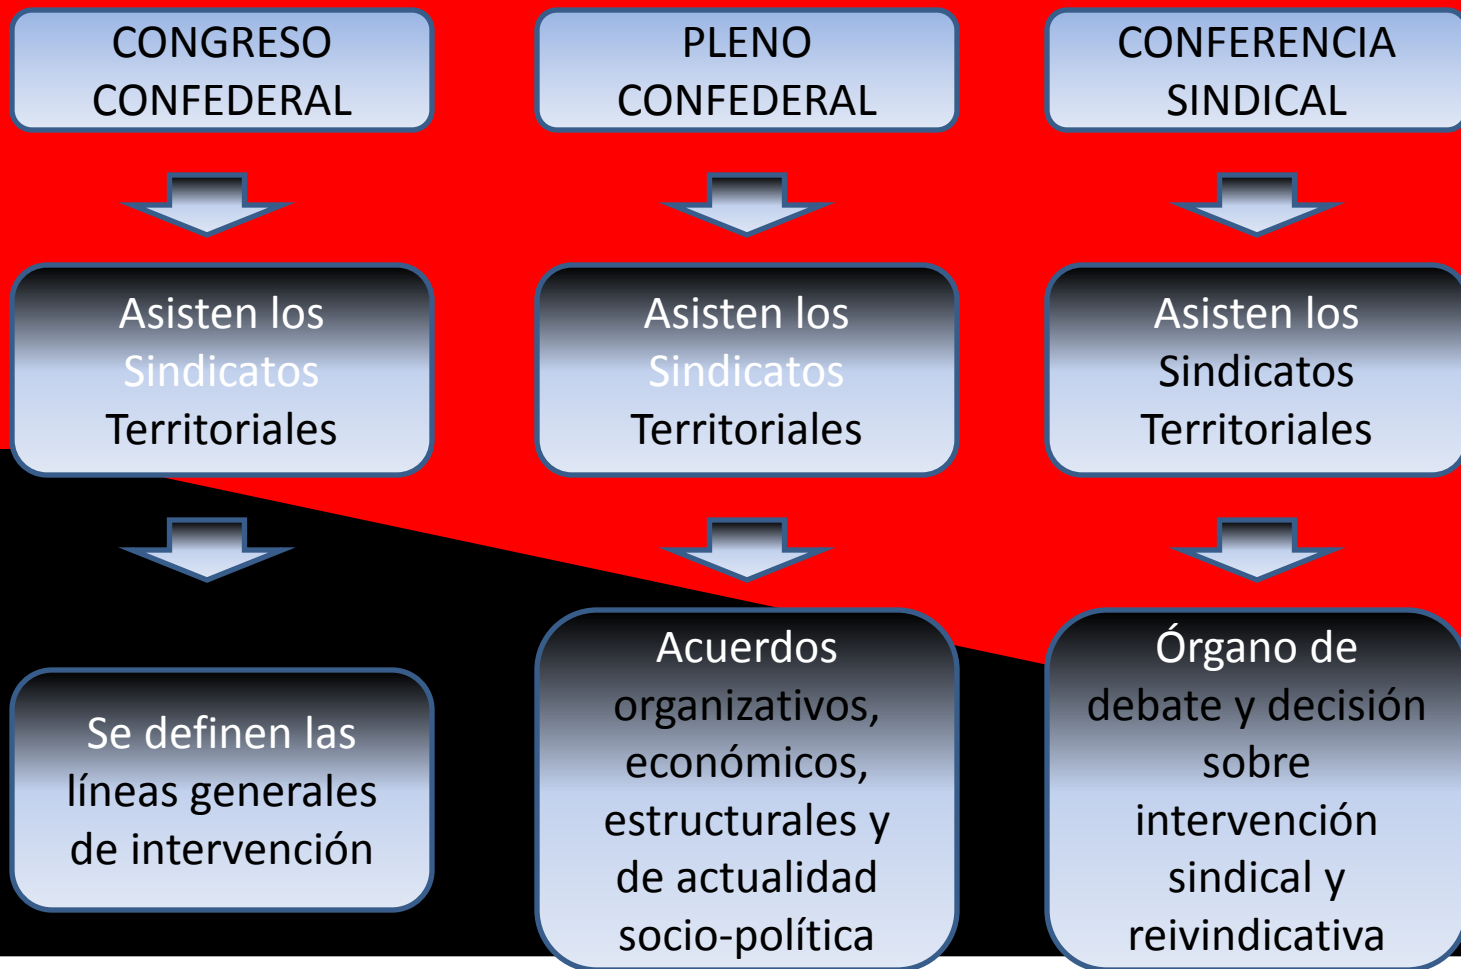 CONGRESO
CONFEDERAL
PLENO
CONFEDERAL
CONFERENCIA
SINDICAL
Asisten los
Sindicatos
Territoriales
Asisten los
Sindicatos
Territoriales
Asisten los
Sindicatos
Territoriales
Se definen las
líneas generales
de intervención
Acuerdos
organizativos,
económicos,
estructurales y
de actualidad
socio-política
Órgano de
debate y decisión
sobre
intervención
sindical y
reivindicativa